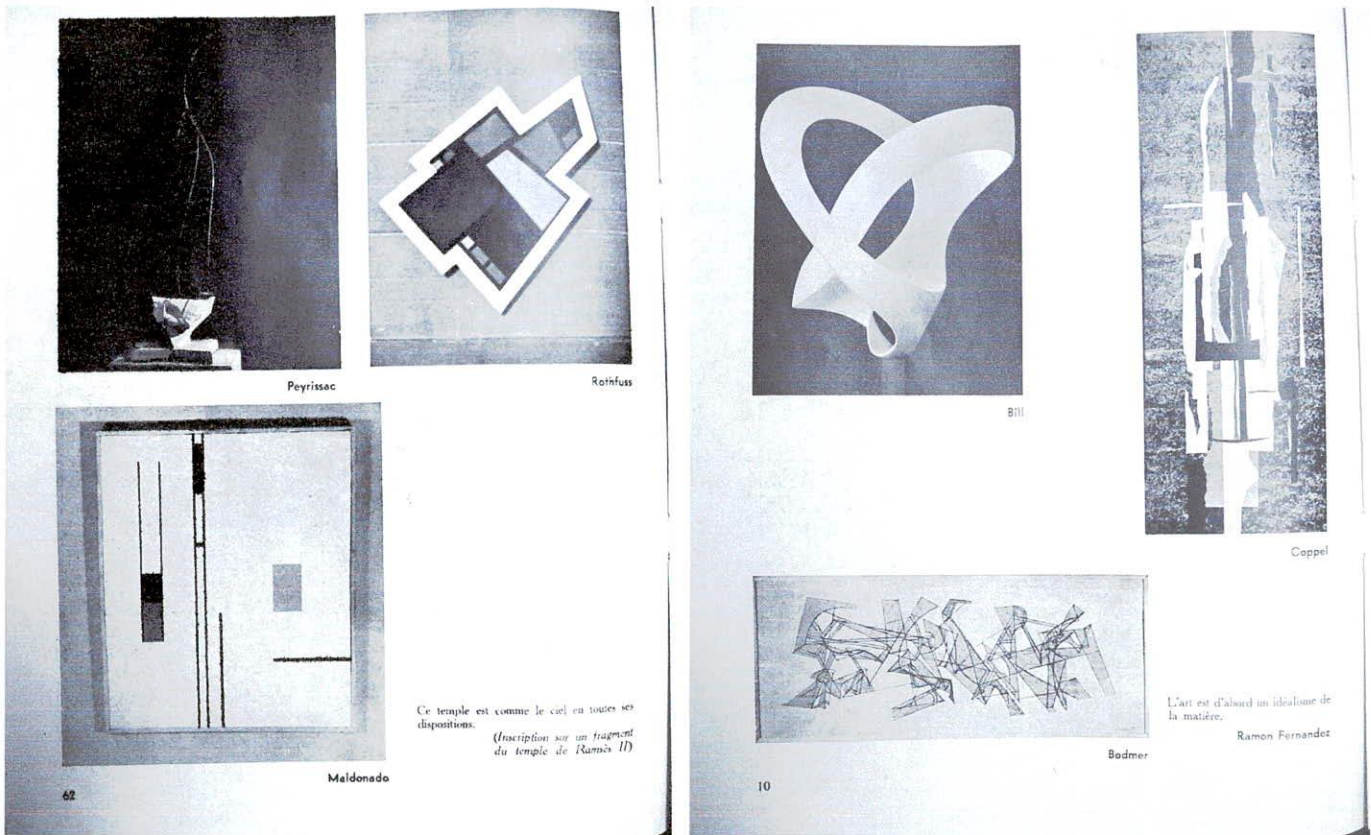 Peyrissac
Rothfuss
Ce temple est comme le ciel en toutes ses
dispositions.
(Inscription sur un fragment
du temple de Ramsès II)
Maldonado
62
Bill
Coppel
L'art est d'abord un idéalisme de
la matière.
Ramon Fernandez
Bodmer
10